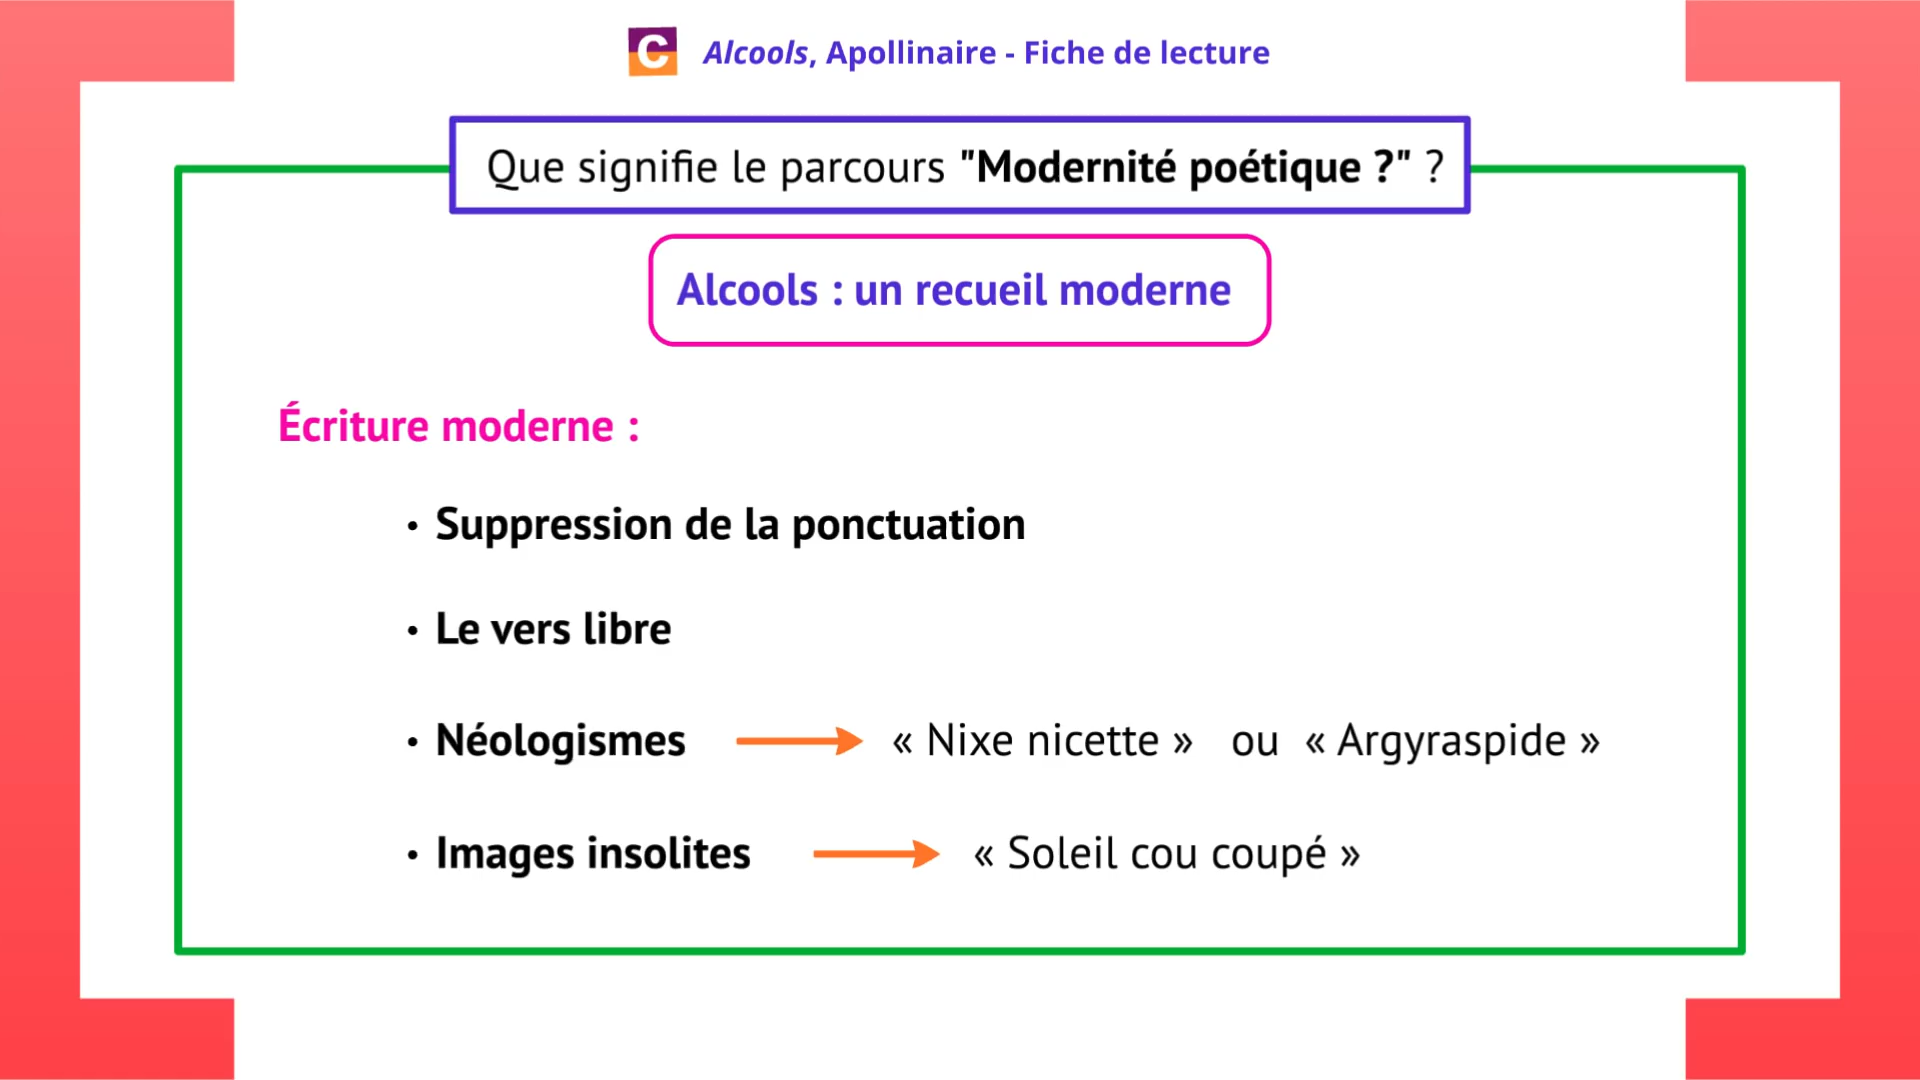 C
Alcools, Apollinaire - Fiche de lecture
Que signifie le parcours "Modernité poétique ?" ?
Alcools : un recueil moderne
Écriture moderne :
• Suppression de la ponctuation
• Le vers libre
• Néologismes → « Nixe nicette » ou « Argyraspide »
• Images insolites → « Soleil cou coupé »